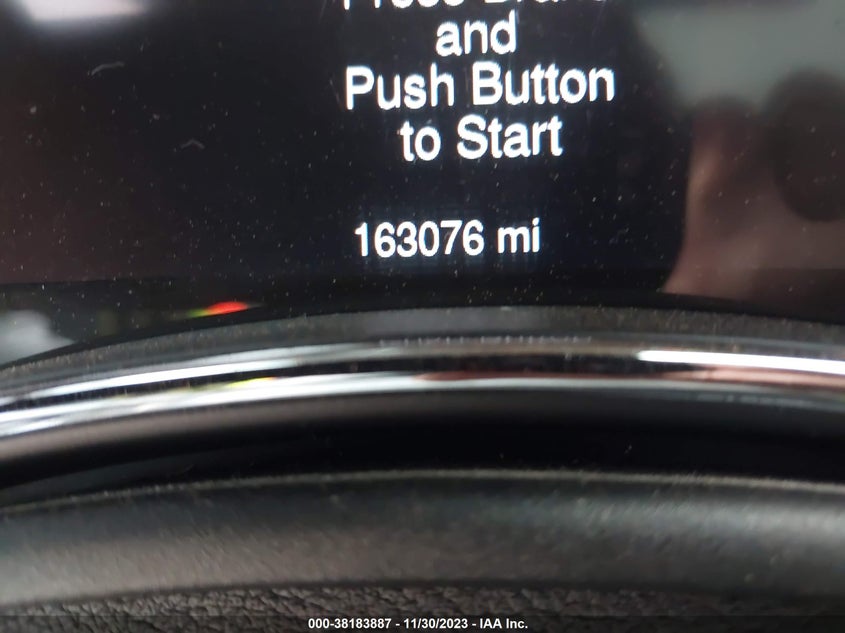 and
Push Button
to Start
163076 mi
000-38183887 - 11/30/2023 - IAA Inc.